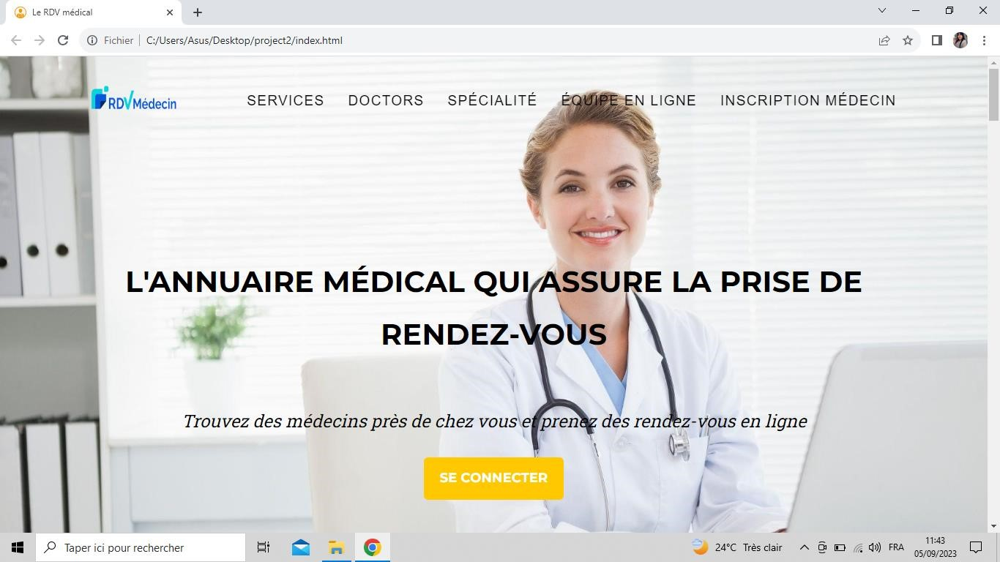 Le RDV médical
Fichier
C:/Users/Asus/Desktop/project2/index.html
RDV Médecin
SERVICES
DOCTORS
SPÉCIALITÉ
ÉQUIPE EN LIGNE
INSCRIPTION MÉDECIN
L'ANNUAIRE MÉDICAL QUI ASSURE LA PRISE DE
RENDEZ-VOUS
Trouvez des médecins près de chez vous et prenez des rendez-vous en ligne
SE CONNECTER
Taper ici pour rechercher
24°C Très clair
FRA
11:43
05/09/2023